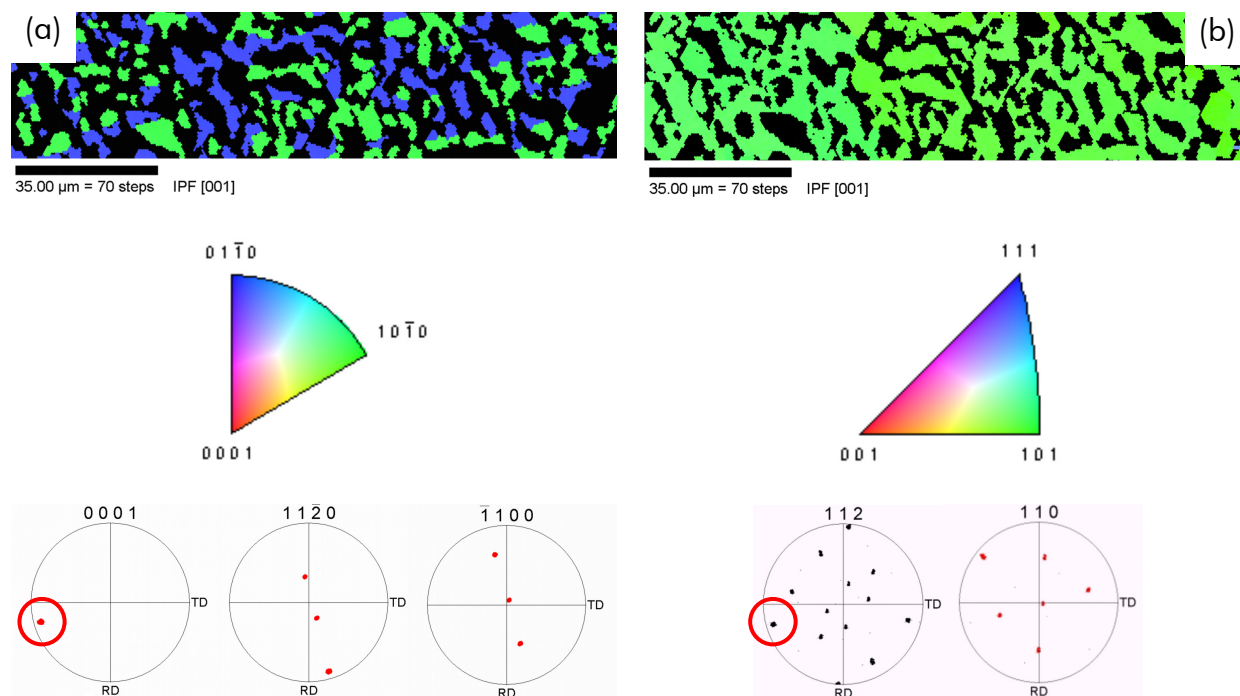 (a)
(b)
35.00 µm = 70 steps IPF [001]
35.00 µm = 70 steps IPF [001]
0 1 1̅ 0
1 0 1̅ 0
0 0 0 1
1 1 1
0 0 1
1 0 1
0 0 0 1
TD
RD
1 1 2̅ 0
TD
RD
1̅ 1 0 0
TD
RD
1 1 2
TD
RD
1 1 0
TD
RD